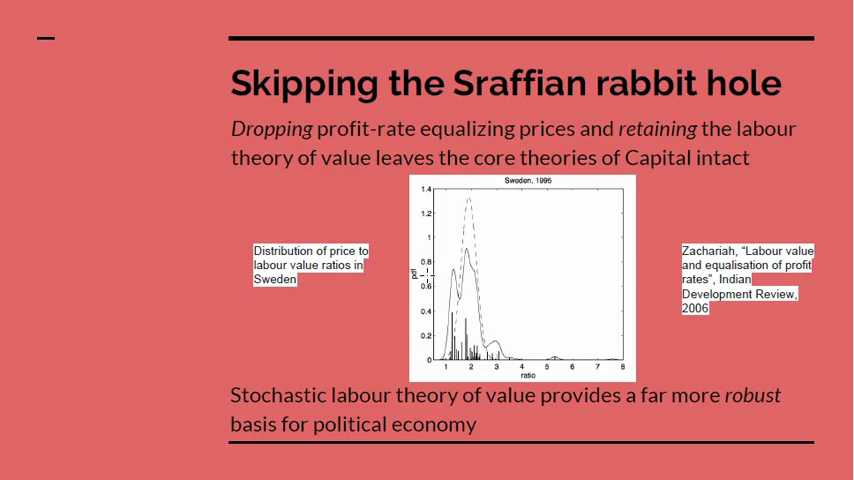 Skipping the Sraffian rabbit hole
Dropping profit-rate equalizing prices and retaining the labour
theory of value leaves the core theories of Capital intact
Distribution of price to
labour value ratios in
Sweden
Sweden, 1995
1.4
1.2
1
0.8
0.6
0.4
0.2
0
pdf
1 2 3 4 5 6 7 8
ratio
Zachariah, “Labour value
and equalisation of profit
rates”, Indian
Development Review,
2006
Stochastic labour theory of value provides a far more robust
basis for political economy